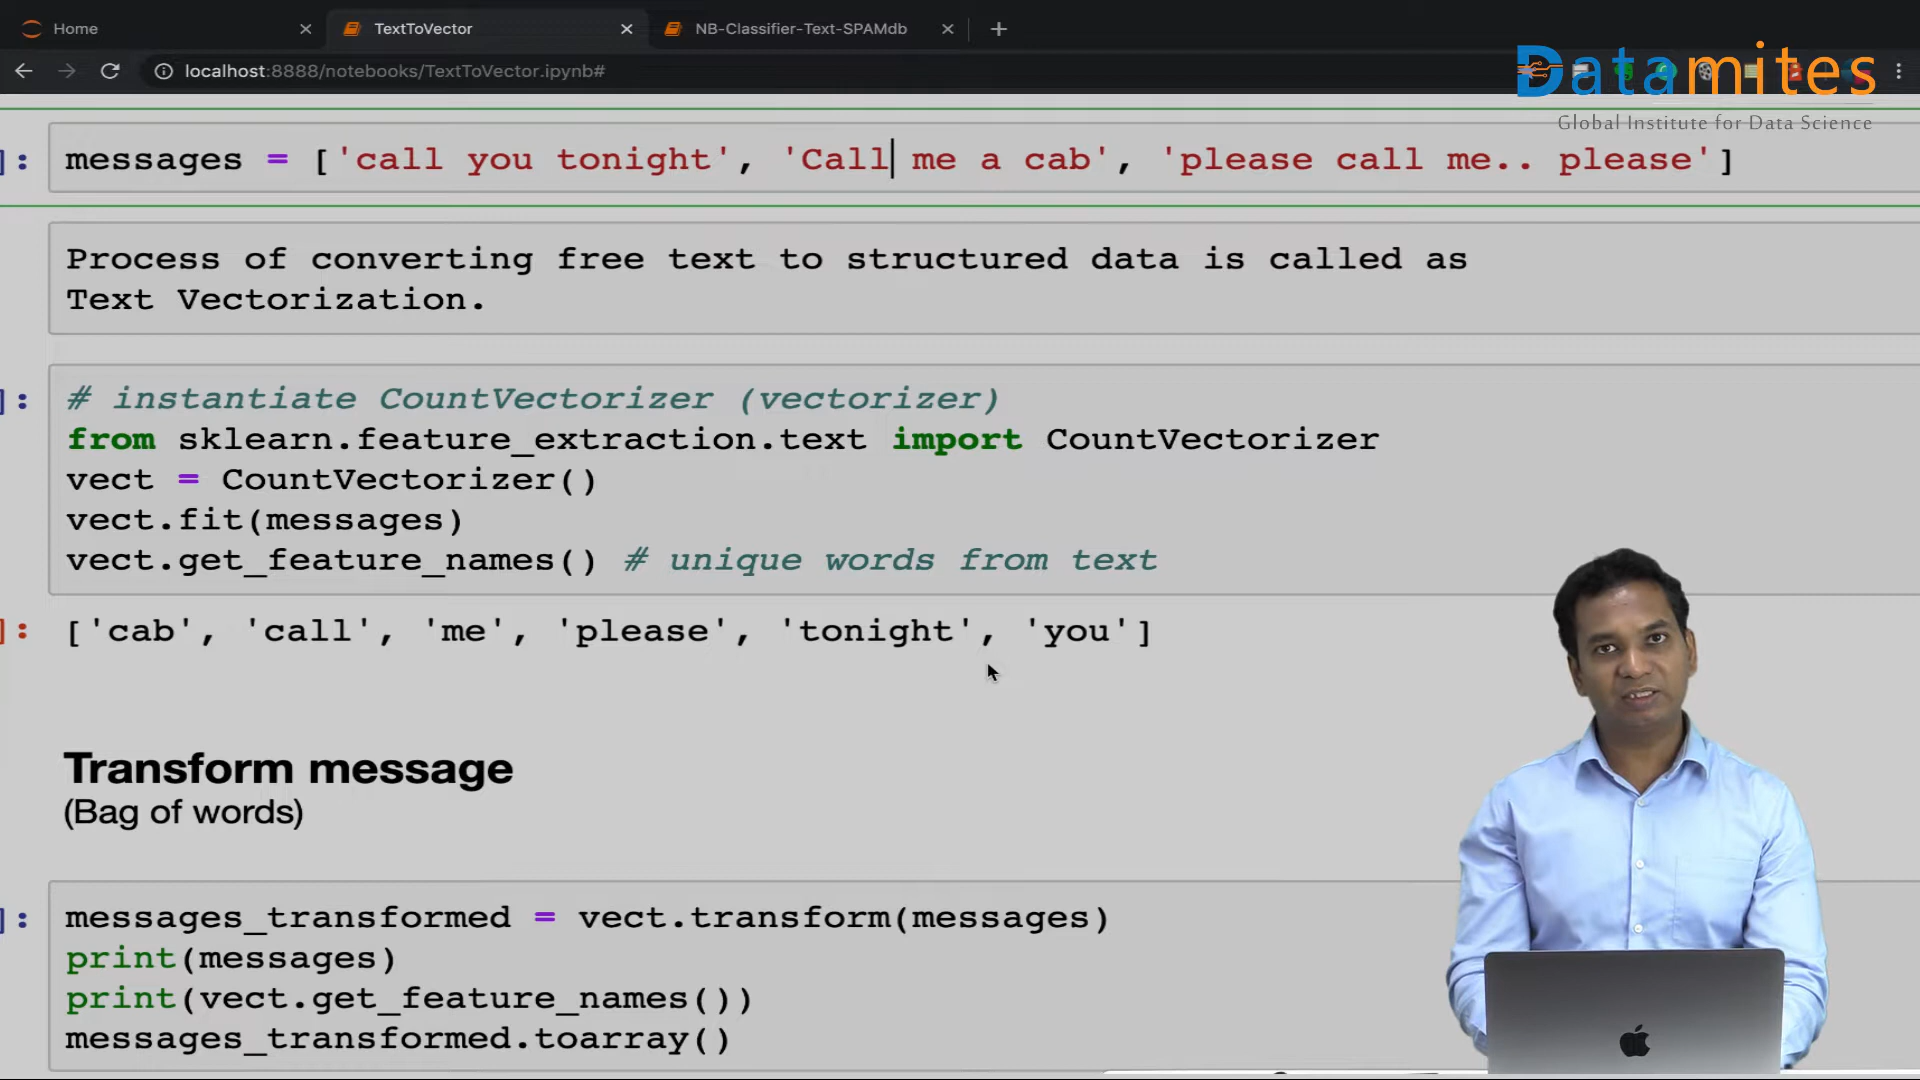 Home
TextToVector
NB-Classifier-Text-SPAMdb
localhost:8888/notebooks/TextToVector.ipynb#
Datamites
Global Institute for Data Science
]: messages = ['call you tonight', 'Call me a cab', 'please call me.. please']
Process of converting free text to structured data is called as
Text Vectorization.
]: # instantiate CountVectorizer (vectorizer)
from sklearn.feature_extraction.text import CountVectorizer
vect = CountVectorizer()
vect.fit(messages)
vect.get_feature_names() # unique words from text
]: ['cab', 'call', 'me', 'please', 'tonight', 'you']
Transform message
(Bag of words)
]: messages_transformed = vect.transform(messages)
print(messages)
print(vect.get_feature_names())
messages_transformed.toarray()